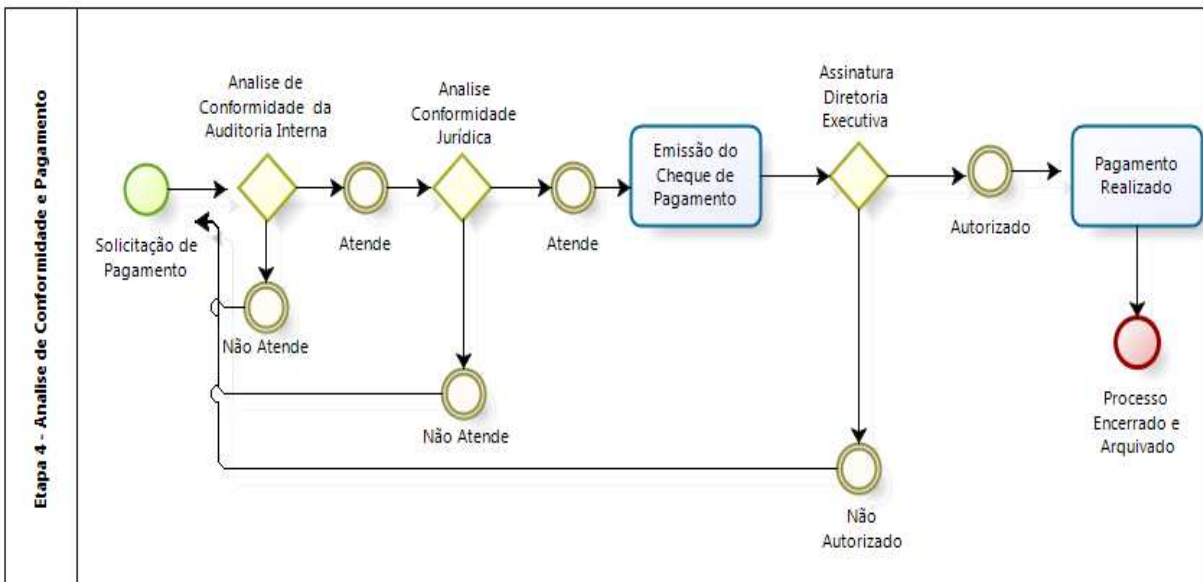 Etapa 4 - Analise de Conformidade e Pagamento
Solicitação de
Pagamento
Analise de
Conformidade da
Auditoria Interna
Não Atende
Atende
Analise
Conformidade
Jurídica
Não Atende
Atende
Emissão do
Cheque de
Pagamento
Assinatura
Diretoria
Executiva
Não
Autorizado
Autorizado
Pagamento
Realizado
Processo
Encerrado e
Arquivado